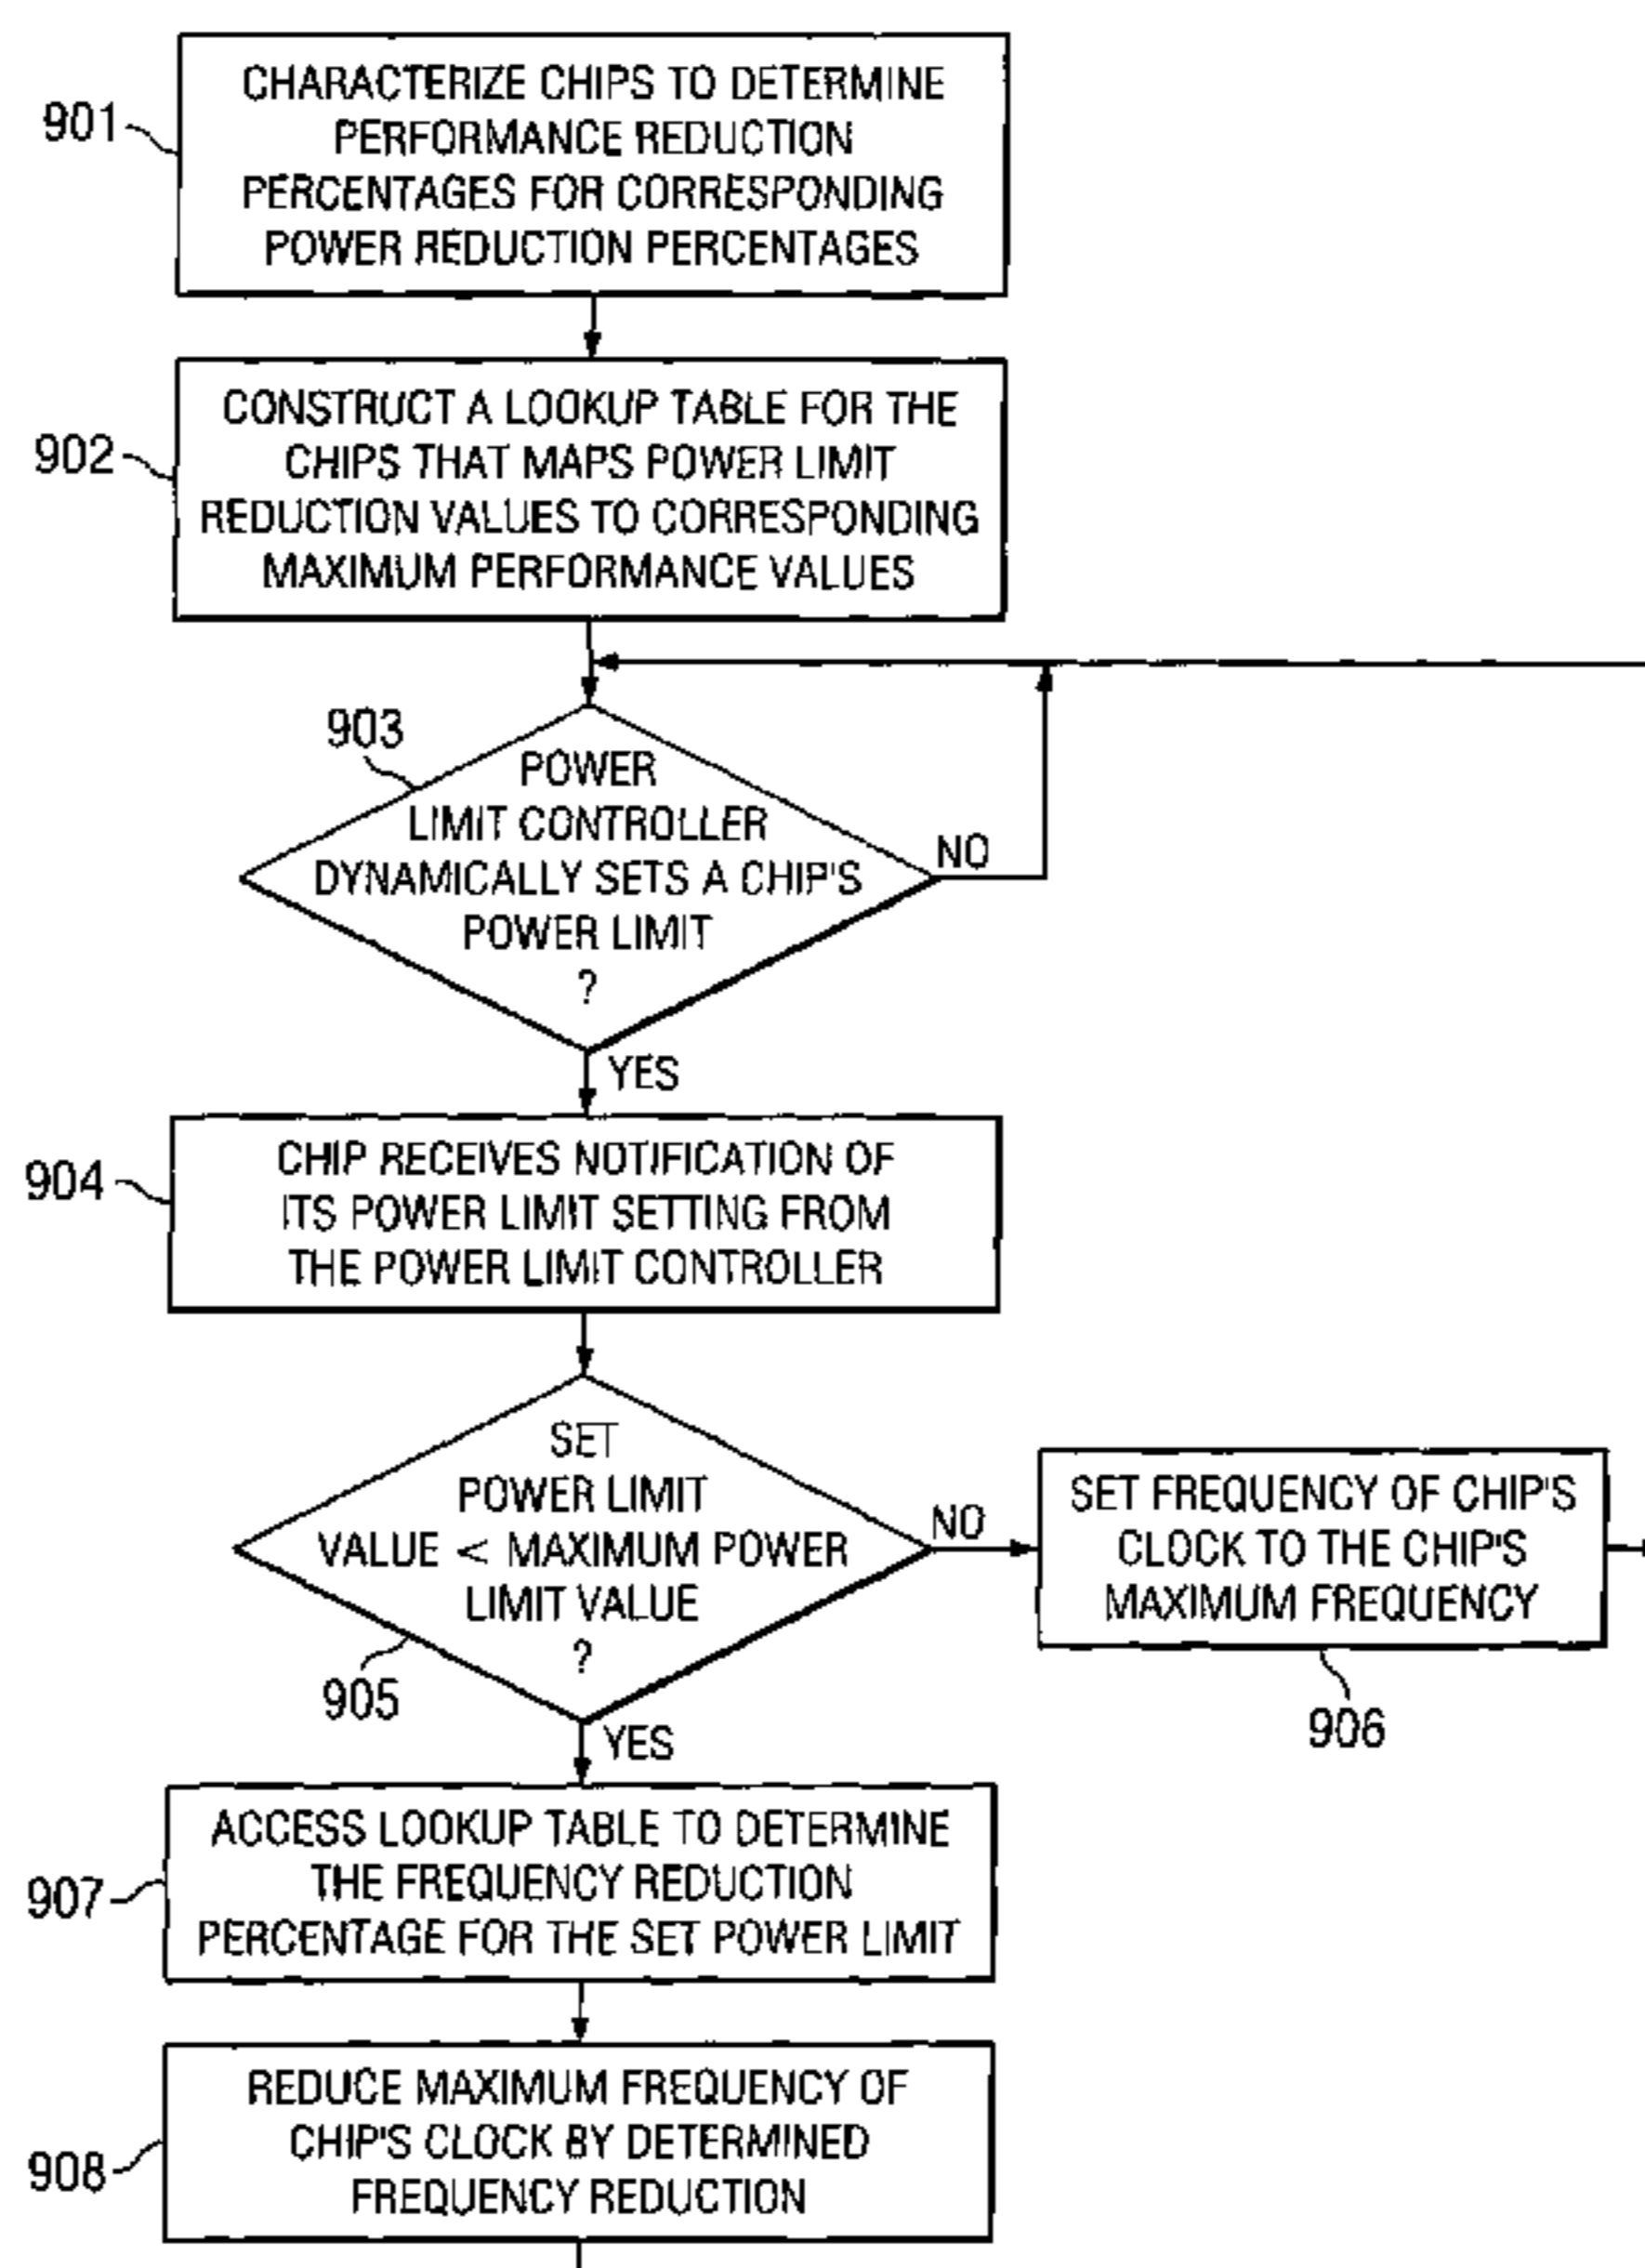 901
CHARACTERIZE CHIPS TO DETERMINE
PERFORMANCE REDUCTION
PERCENTAGES FOR CORRESPONDING
POWER REDUCTION PERCENTAGES
902
CONSTRUCT A LOOKUP TABLE FOR THE
CHIPS THAT MAPS POWER LIMIT
REDUCTION VALUES TO CORRESPONDING
MAXIMUM PERFORMANCE VALUES
903
POWER
LIMIT CONTROLLER
DYNAMICALLY SETS A CHIP'S
POWER LIMIT
?
NO
YES
904
CHIP RECEIVES NOTIFICATION OF
ITS POWER LIMIT SETTING FROM
THE POWER LIMIT CONTROLLER
SET
POWER LIMIT
VALUE < MAXIMUM POWER
LIMIT VALUE
?
905
NO
SET FREQUENCY OF CHIP'S
CLOCK TO THE CHIP'S
MAXIMUM FREQUENCY
906
YES
907
ACCESS LOOKUP TABLE TO DETERMINE
THE FREQUENCY REDUCTION
PERCENTAGE FOR THE SET POWER LIMIT
908
REDUCE MAXIMUM FREQUENCY OF
CHIP'S CLOCK BY DETERMINED
FREQUENCY REDUCTION